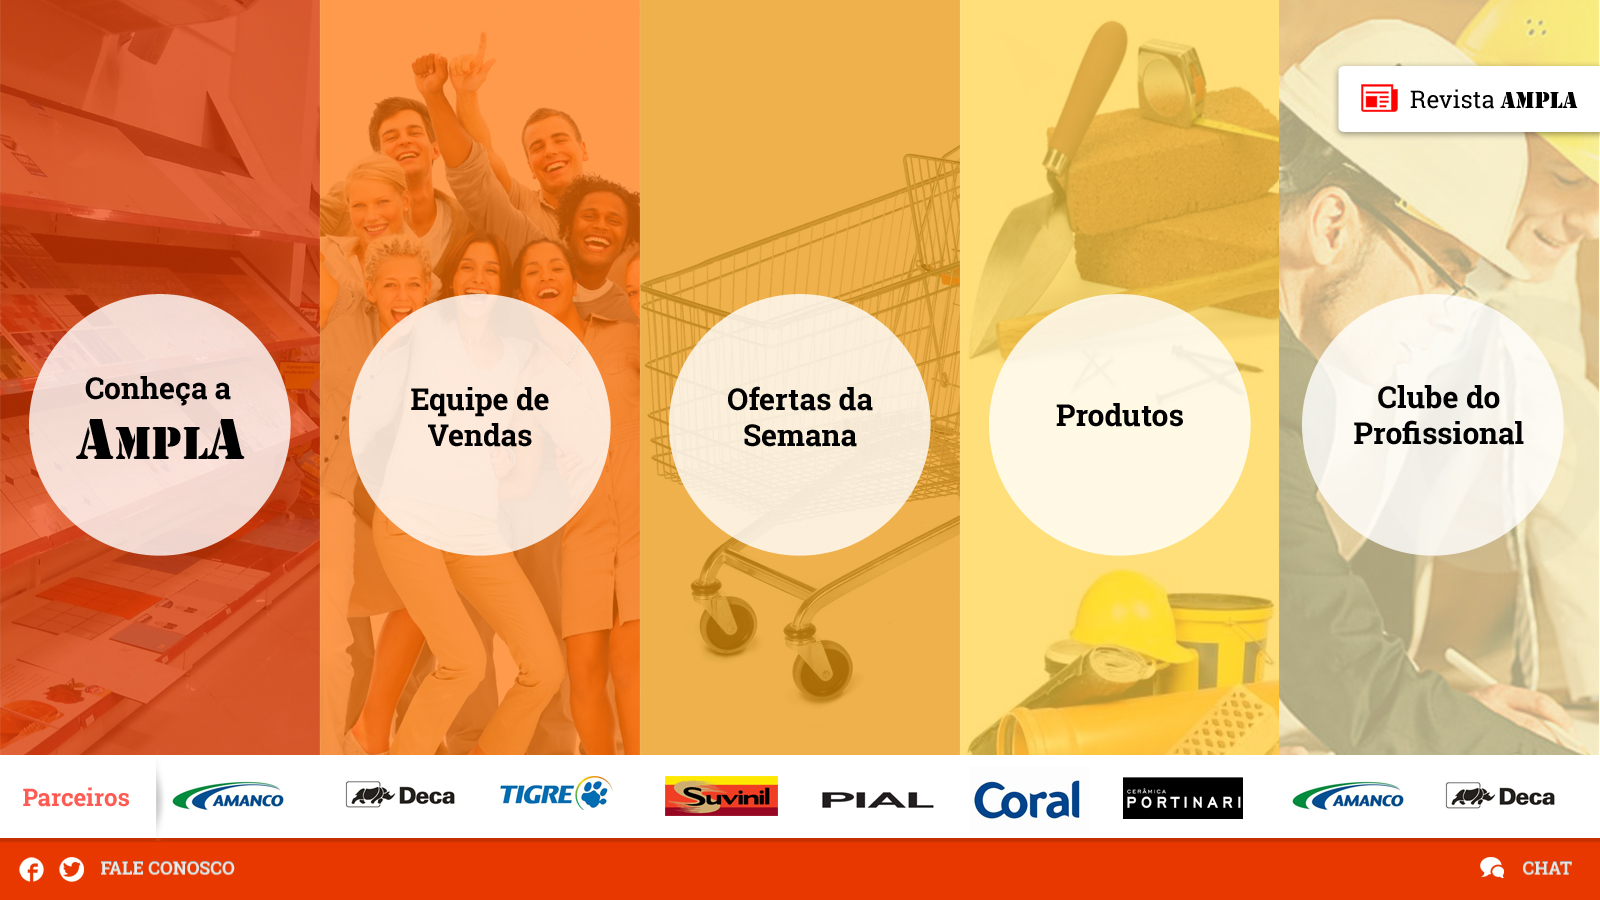 Revista AMPLA
Conheça a
AMPLA
Equipe de
Vendas
Ofertas da
Semana
Produtos
Clube do
Profissional
Parceiros
AMANCO
Deca
TIGRE
Suvinil
PIAL
Coral
CERÂMICA
PORTINARI
AMANCO
Deca
FALE CONOSCO
CHAT